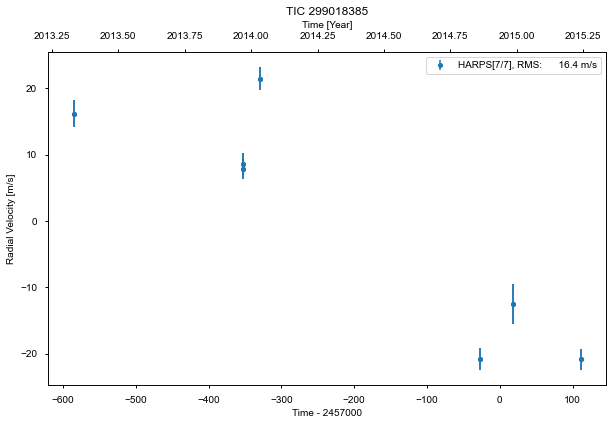 TIC 299018385
Time [Year]
2013.25 2013.50 2013.75 2014.00 2014.25 2014.50 2014.75 2015.00 2015.25
HARPS[7/7], RMS: 16.4 m/s
20
10
0
−10
−20
Radial Velocity [m/s]
−600 −500 −400 −300 −200 −100 0 100
Time - 2457000